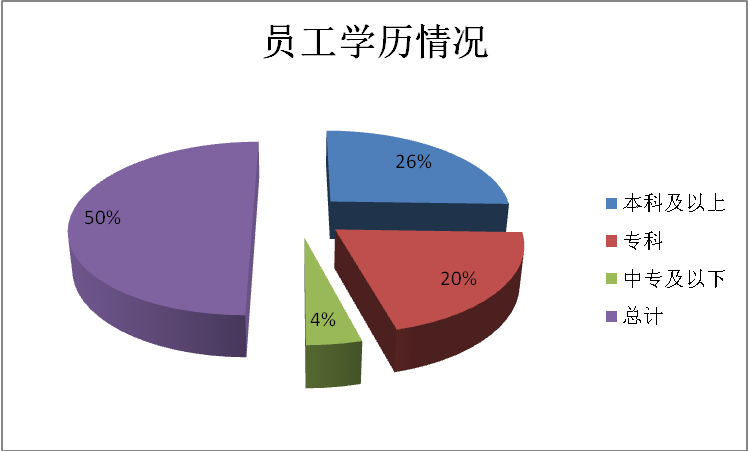 员工学历情况
26%
50%
20%
4%
本科及以上
专科
中专及以下
总计